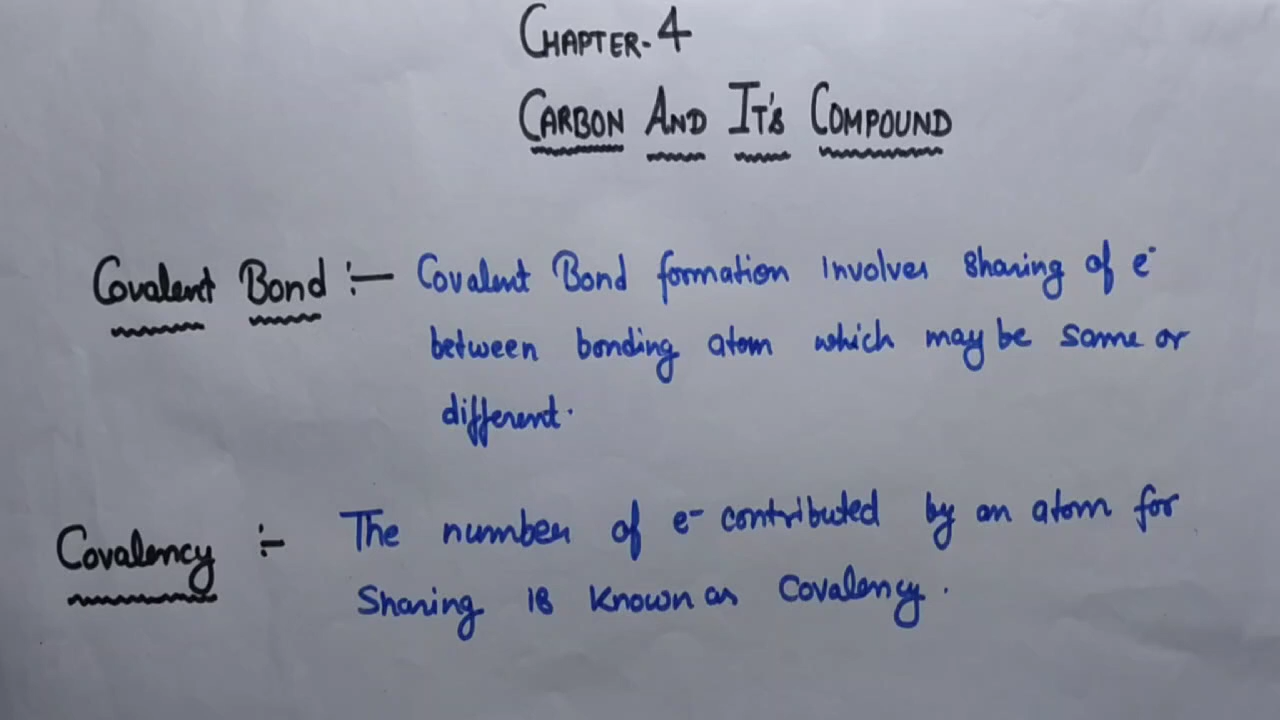 CHAPTER-4
CARBON AND IT'S COMPOUND
Covalent Bond :— Covalent Bond formation involves sharing of e-
between bonding atom which may be same or
different.
Covalency :- The number of e- contributed by an atom for
Sharing is known as Covalency.